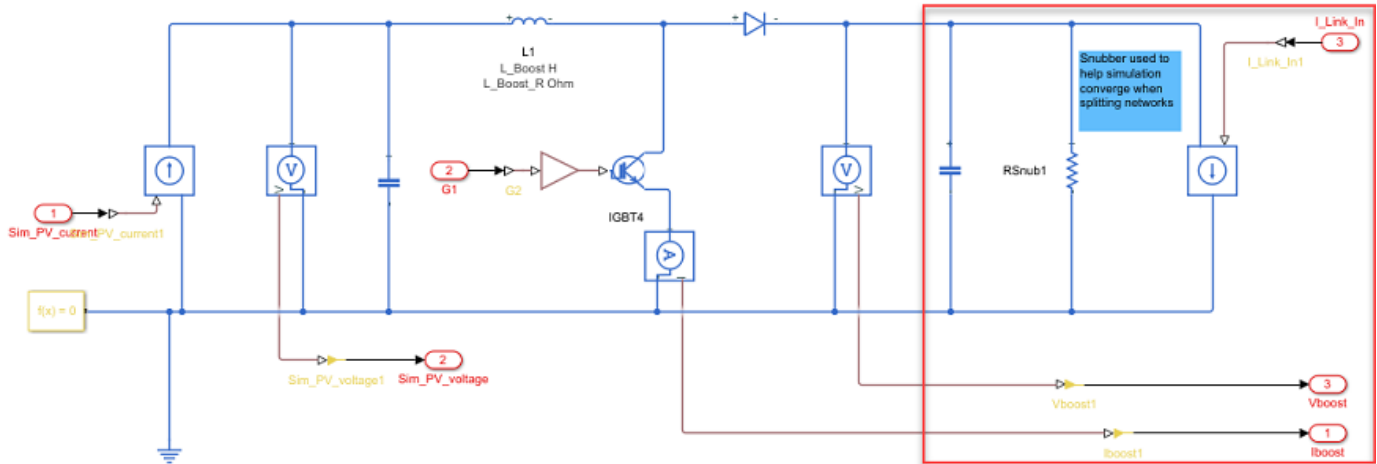 I_Link_In
3
I_Link_In1
+
-
+
-
L1
L_Boost H
L_Boost_R Ohm
Snubber used to
help simulation
converge when
splitting networks
V
V
RSnub1
2
G1
G2
IGBT4
1
Sim_PV_current
A
f(x) = 0
2
Sim_PV_voltage1
Sim_PV_voltage
3
Vboost1
Vboost
1
Iboost1
Iboost